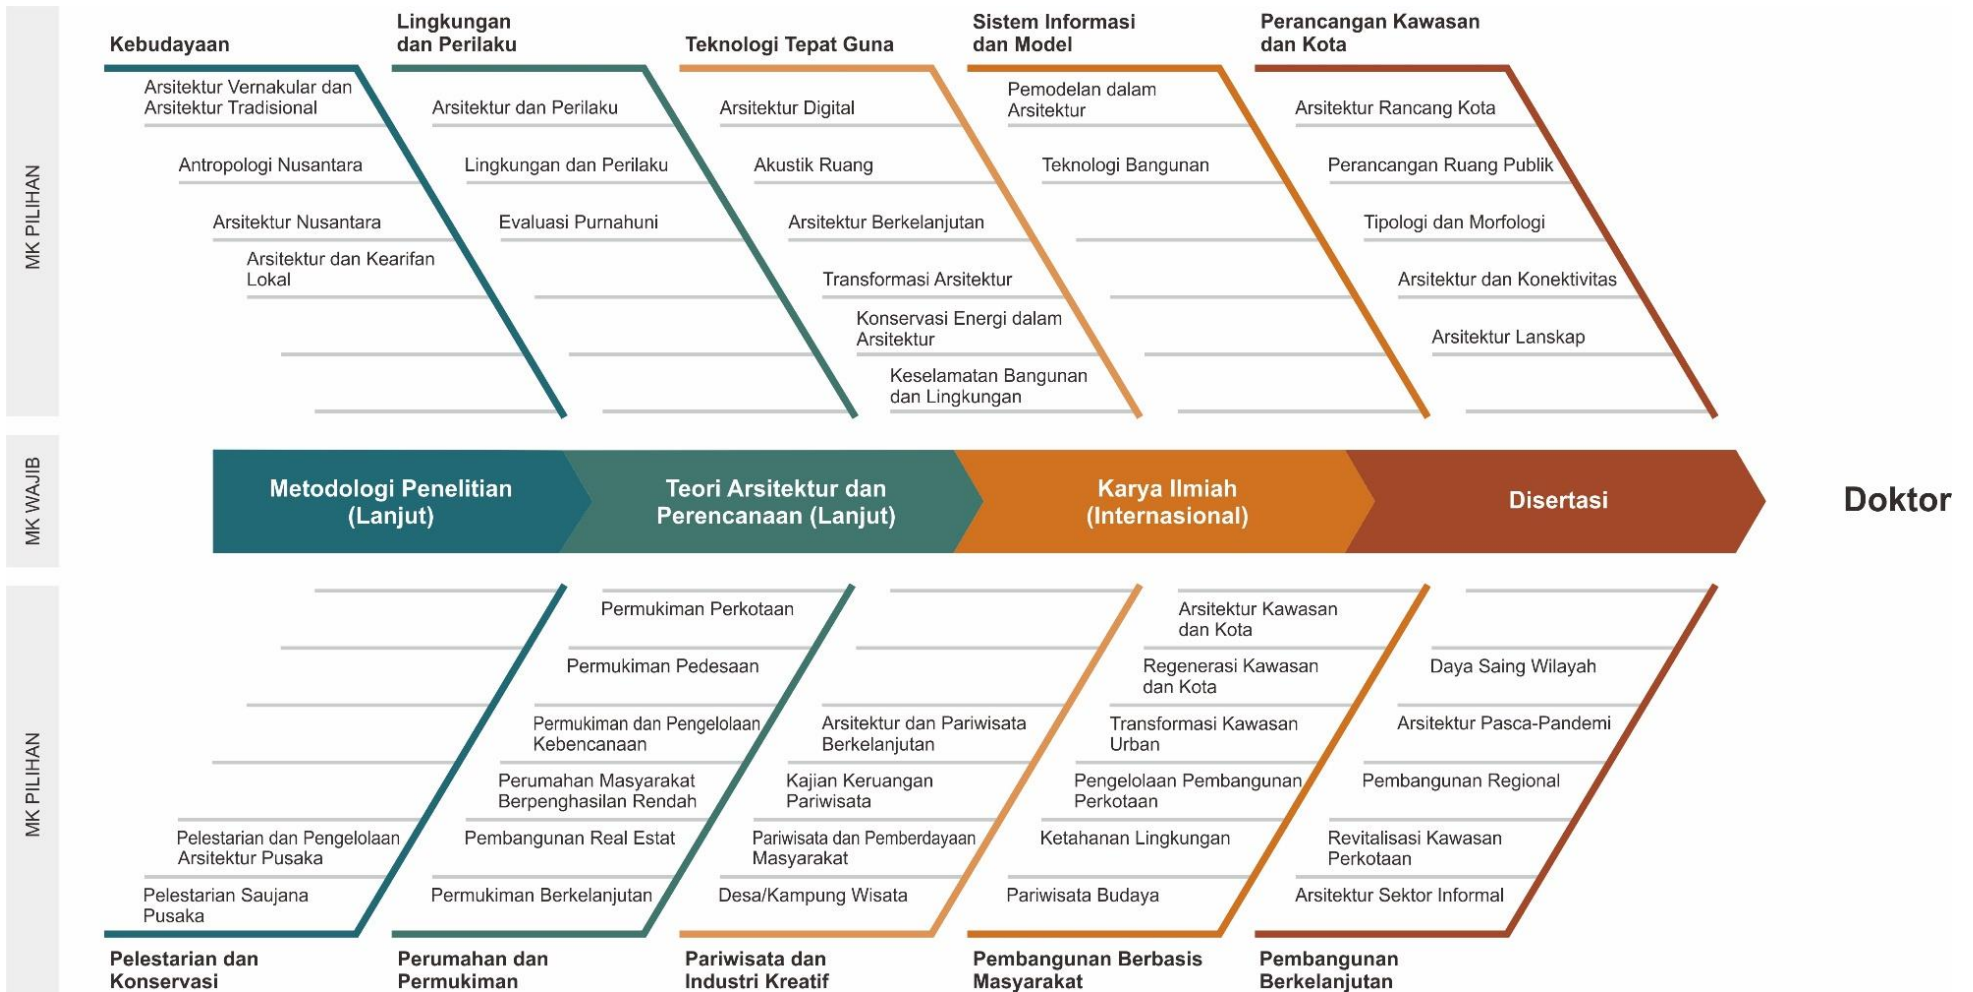 Kebudayaan
Arsitektur Vernakular dan
Arsitektur Tradisional
Antropologi Nusantara
Arsitektur Nusantara
Arsitektur dan Kearifan
Lokal
Lingkungan
dan Perilaku
Arsitektur dan Perilaku
Lingkungan dan Perilaku
Evaluasi Purnahuni
Teknologi Tepat Guna
Arsitektur Digital
Akustik Ruang
Arsitektur Berkelanjutan
Transformasi Arsitektur
Konservasi Energi dalam
Arsitektur
Keselamatan Bangunan
dan Lingkungan
Sistem Informasi
dan Model
Pemodelan dalam
Arsitektur
Teknologi Bangunan
Perancangan Kawasan
dan Kota
Arsitektur Rancang Kota
Perancangan Ruang Publik
Tipologi dan Morfologi
Arsitektur dan Konektivitas
Arsitektur Lanskap
MK PILIHAN
MK WAJIB
Metodologi Penelitian
(Lanjut)
Teori Arsitektur dan
Perencanaan (Lanjut)
Karya Ilmiah
(Internasional)
Disertasi
Doktor
MK PILIHAN
Pelestarian dan Pengelolaan
Arsitektur Pusaka
Pelestarian Saujana
Pusaka
Pelestarian dan
Konservasi
Permukiman Perkotaan
Permukiman Pedesaan
Permukiman dan Pengelolaan
Kebencanaan
Perumahan Masyarakat
Berpenghasilan Rendah
Pembangunan Real Estat
Permukiman Berkelanjutan
Perumahan dan
Permukiman
Arsitektur dan Pariwisata
Berkelanjutan
Kajian Keruangan
Pariwisata
Pariwisata dan Pemberdayaan
Masyarakat
Desa/Kampung Wisata
Pariwisata dan
Industri Kreatif
Arsitektur Kawasan
dan Kota
Regenerasi Kawasan
dan Kota
Transformasi Kawasan
Urban
Pengelolaan Pembangunan
Perkotaan
Ketahanan Lingkungan
Pariwisata Budaya
Pembangunan Berbasis
Masyarakat
Daya Saing Wilayah
Arsitektur Pasca-Pandemi
Pembangunan Regional
Revitalisasi Kawasan
Perkotaan
Arsitektur Sektor Informal
Pembangunan
Berkelanjutan